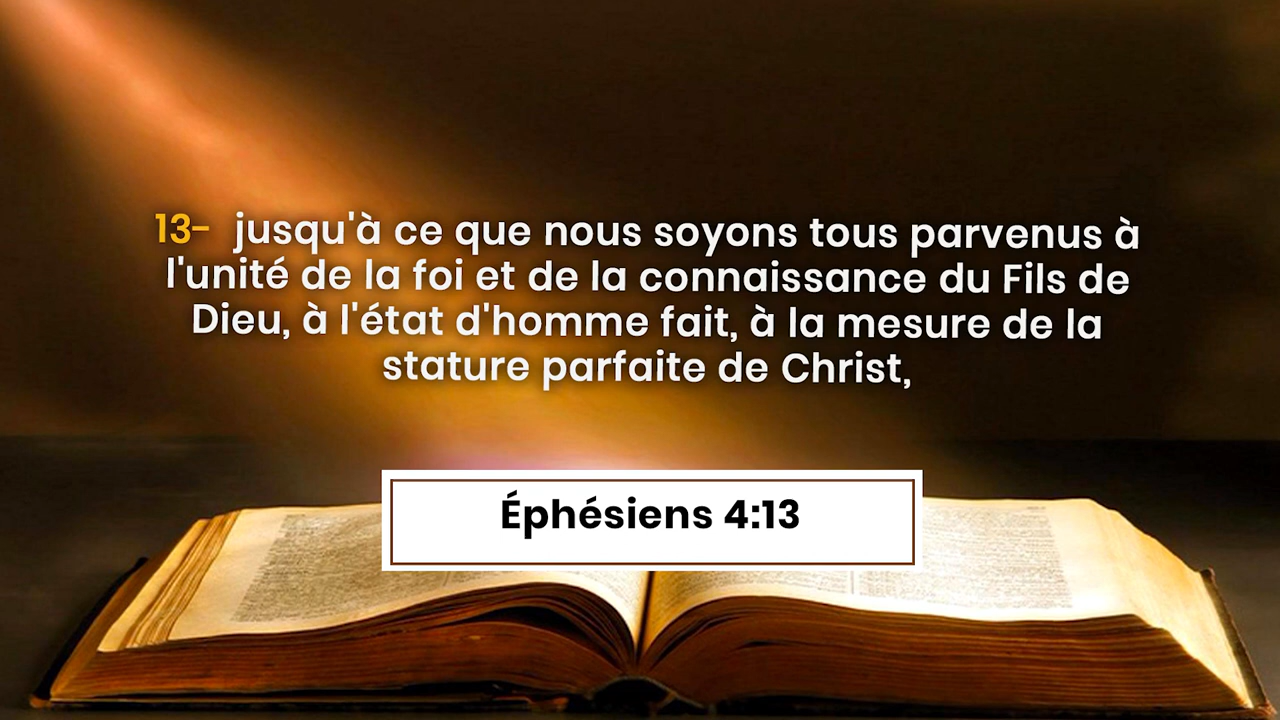 13- jusqu'à ce que nous soyons tous parvenus à
l'unité de la foi et de la connaissance du Fils de
Dieu, à l'état d'homme fait, à la mesure de la
stature parfaite de Christ,
Éphésiens 4:13